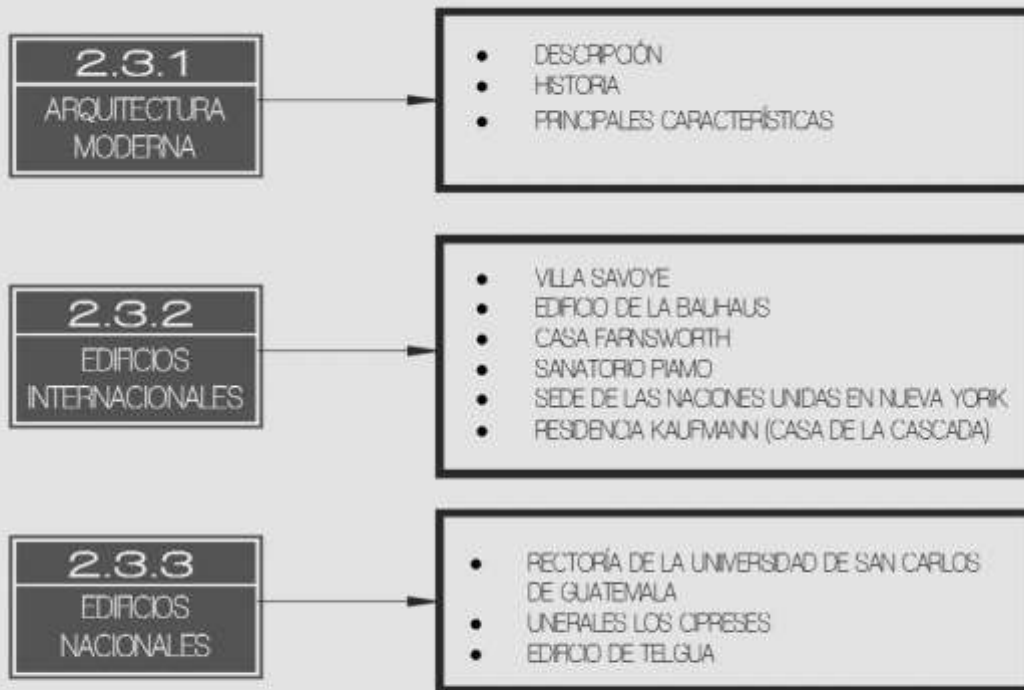 2.3.1
ARQUITECTURA
MODERNA
• DESCRIPCIÓN
• HISTORIA
• PRINCIPALES CARACTERÍSTICAS
2.3.2
EDIFICIOS
INTERNACIONALES
• VILLA SAVOYE
• EDIFICIO DE LA BAUHAUS
• CASA FARNSWORTH
• SANATORIO PIAMO
• SEDE DE LAS NACIONES UNIDAS EN NUEVA YORIK
• RESIDENCIA KAUFMANN (CASA DE LA CASCADA)
2.3.3
EDIFICIOS
NACIONALES
• RECTORÍA DE LA UNIVERSIDAD DE SAN CARLOS
DE GUATEMALA
• UNERALES LOS CIPRESES
• EDIFICIO DE TELGUA